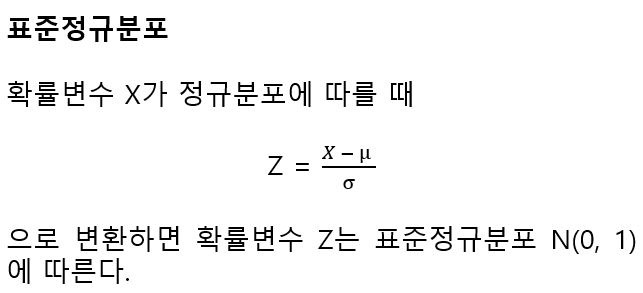 표준정규분포
확률변수 X가 정규분포에 따를 때
Z = \frac{X - μ}{σ}
으로 변환하면 확률변수 Z는 표준정규분포 N(0, 1)
에 따른다.